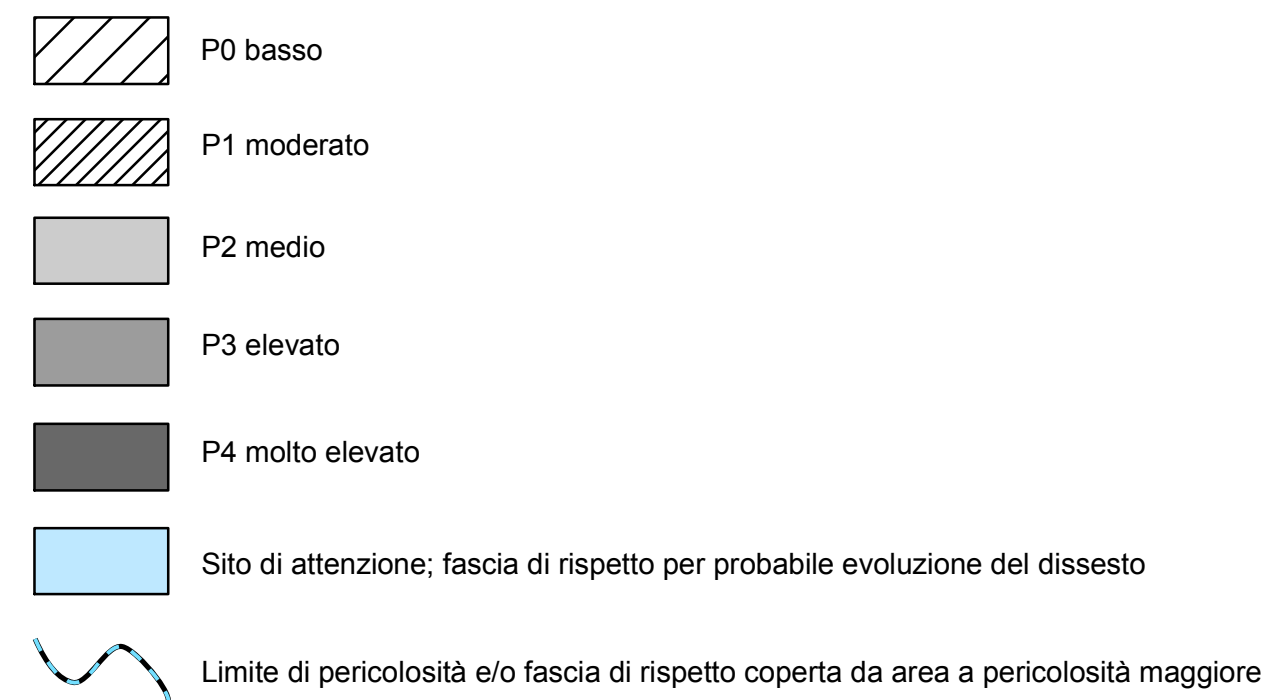 P0 basso
P1 moderato
P2 medio
P3 elevato
P4 molto elevato
Sito di attenzione; fascia di rispetto per probabile evoluzione del dissesto
Limite di pericolosità e/o fascia di rispetto coperta da area a pericolosità maggiore